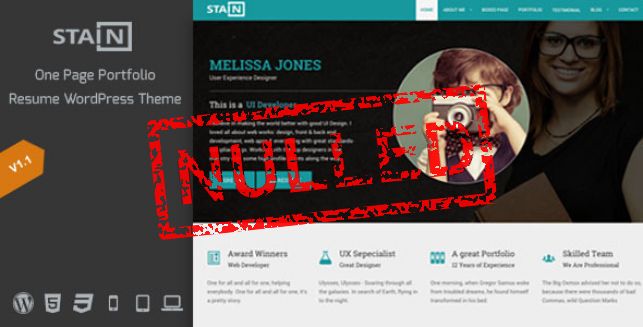 STAIN
One Page Portfolio
Resume WordPress Theme
V1.1
STAIN
HOME ABOUT ME BOXED PAGE PORTFOLIO TESTIMONIAL BLOG CONTACT
MELISSA JONES
User Experience Designer
This is a UI Developer
NULLED
Award Winners
Web Developer
One for all and all for one, helping
everybody. One for all and all for one, it's
a pretty story.
UX Sepecialist
Great Designer
Ulysses, Ulysses - Soaring through all
the galaxies. In search of Earth, flying in
to the night.
A great Portfolio
12 Years of Experience
One morning, when Gregor Samsa woke
from troubled dreams, he found himself
transformed in his bed.
Skilled Team
We Are Professional
The Big Oxmox advised her not to do so,
because there were thousands of bad
Commas, wild Question Marks